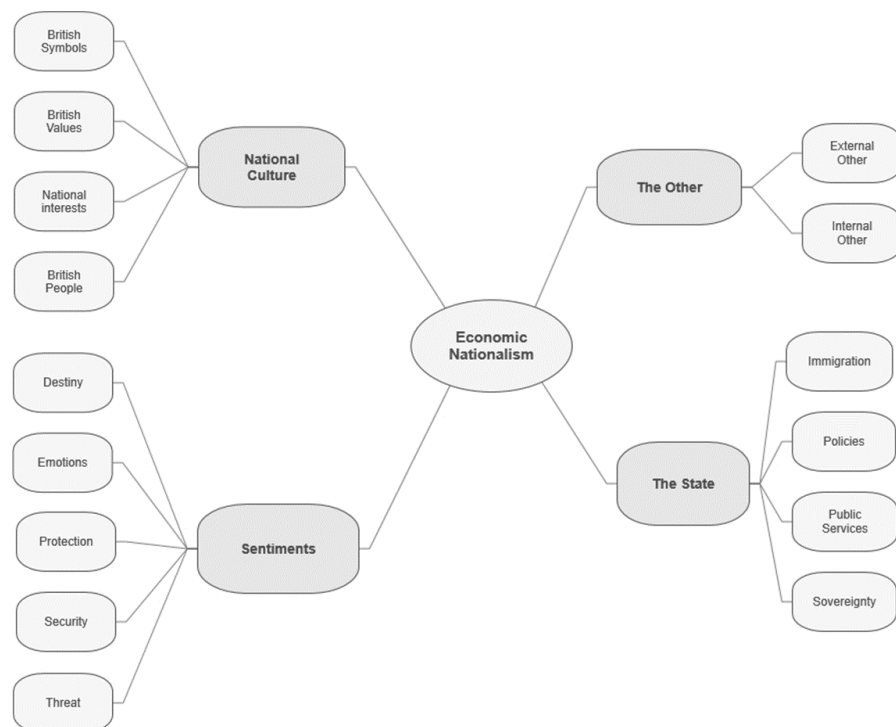 British
Symbols
British
Values
National
interests
British
People
National
Culture
Destiny
Emotions
Protection
Security
Threat
Sentiments
Economic
Nationalism
The Other
External
Other
Internal
Other
The State
Immigration
Policies
Public
Services
Sovereignty